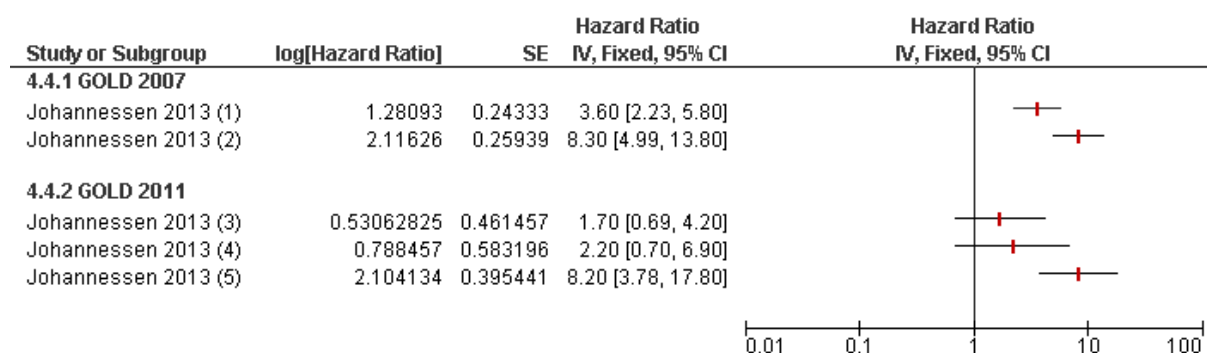 Hazard Ratio Hazard Ratio
Study or Subgroup log[Hazard Ratio] SE IV, Fixed, 95% CI IV, Fixed, 95% CI
4.4.1 GOLD 2007
Johannessen 2013 (1) 1.28093 0.24333 3.60 [2.23, 5.80]
Johannessen 2013 (2) 2.11626 0.25939 8.30 [4.99, 13.80]
4.4.2 GOLD 2011
Johannessen 2013 (3) 0.53062825 0.461457 1.70 [0.69, 4.20]
Johannessen 2013 (4) 0.788457 0.583196 2.20 [0.70, 6.90]
Johannessen 2013 (5) 2.104134 0.395441 8.20 [3.78, 17.80]
0.01 0.1 1 10 100